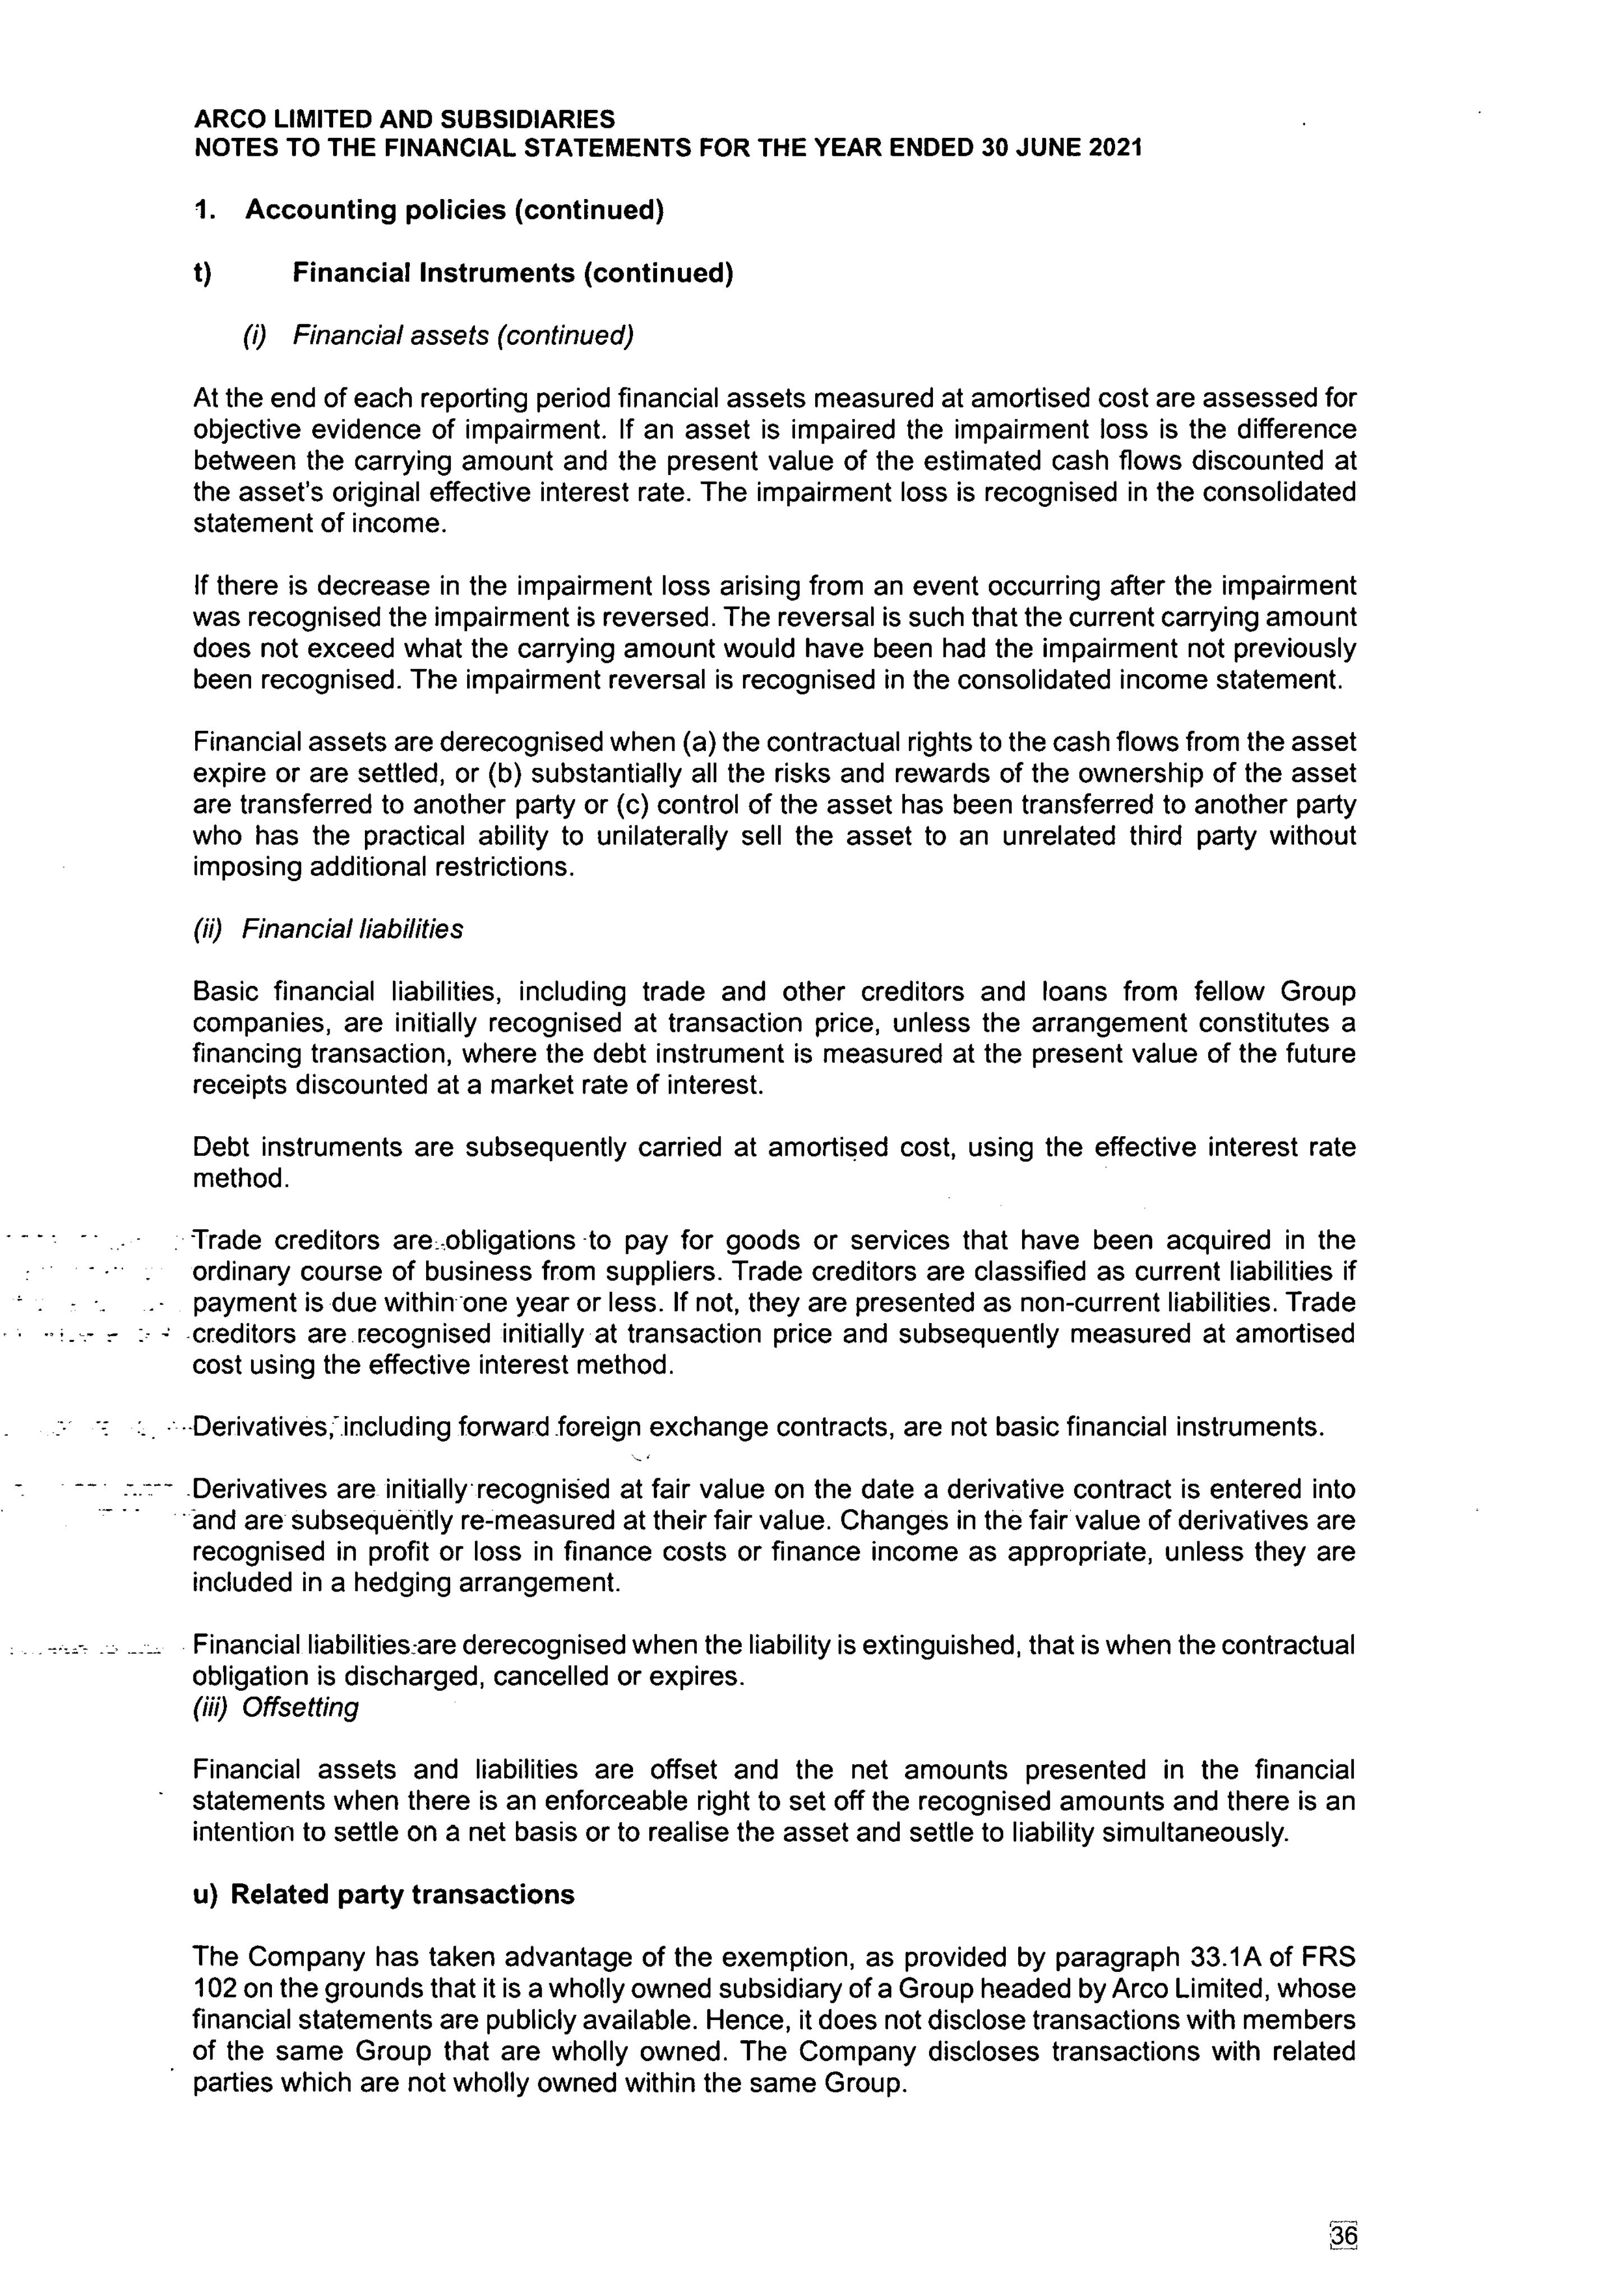 ARCO LIMITED AND SUBSIDIARIES
NOTES TO THE FINANCIAL STATEMENTS FOR THE YEAR ENDED 30 JUNE 2021
1. Accounting policies (continued)
t) Financial Instruments (continued)
(i) Financial assets (continued)
At the end of each reporting period financial assets measured at amortised cost are assessed for
objective evidence of impairment. If an asset is impaired the impairment loss is the difference
between the carrying amount and the present value of the estimated cash flows discounted at
the asset's original effective interest rate. The impairment loss is recognised in the consolidated
statement of income.
If there is decrease in the impairment loss arising from an event occurring after the impairment
was recognised the impairment is reversed. The reversal is such that the current carrying amount
does not exceed what the carrying amount would have been had the impairment not previously
been recognised. The impairment reversal is recognised in the consolidated income statement.
Financial assets are derecognised when (a) the contractual rights to the cash flows from the asset
expire or are settled, or (b) substantially all the risks and rewards of the ownership of the asset
are transferred to another party or (c) control of the asset has been transferred to another party
who has the practical ability to unilaterally sell the asset to an unrelated third party without
imposing additional restrictions.
(ii) Financial liabilities
Basic financial liabilities, including trade and other creditors and loans from fellow Group
companies, are initially recognised at transaction price, unless the arrangement constitutes a
financing transaction, where the debt instrument is measured at the present value of the future
receipts discounted at a market rate of interest.
Debt instruments are subsequently carried at amortised cost, using the effective interest rate
method.
Trade creditors are obligations to pay for goods or services that have been acquired in the
ordinary course of business from suppliers. Trade creditors are classified as current liabilities if
payment is due within one year or less. If not, they are presented as non-current liabilities. Trade
creditors are recognised initially at transaction price and subsequently measured at amortised
cost using the effective interest method.
Derivatives, including forward foreign exchange contracts, are not basic financial instruments.
Derivatives are initially recognised at fair value on the date a derivative contract is entered into
and are subsequently re-measured at their fair value. Changes in the fair value of derivatives are
recognised in profit or loss in finance costs or finance income as appropriate, unless they are
included in a hedging arrangement.
Financial liabilities are derecognised when the liability is extinguished, that is when the contractual
obligation is discharged, cancelled or expires.
(iii) Offsetting
Financial assets and liabilities are offset and the net amounts presented in the financial
statements when there is an enforceable right to set off the recognised amounts and there is an
intention to settle on a net basis or to realise the asset and settle to liability simultaneously.
u) Related party transactions
The Company has taken advantage of the exemption, as provided by paragraph 33.1A of FRS
102 on the grounds that it is a wholly owned subsidiary of a Group headed by Arco Limited, whose
financial statements are publicly available. Hence, it does not disclose transactions with members
of the same Group that are wholly owned. The Company discloses transactions with related
parties which are not wholly owned within the same Group.
36